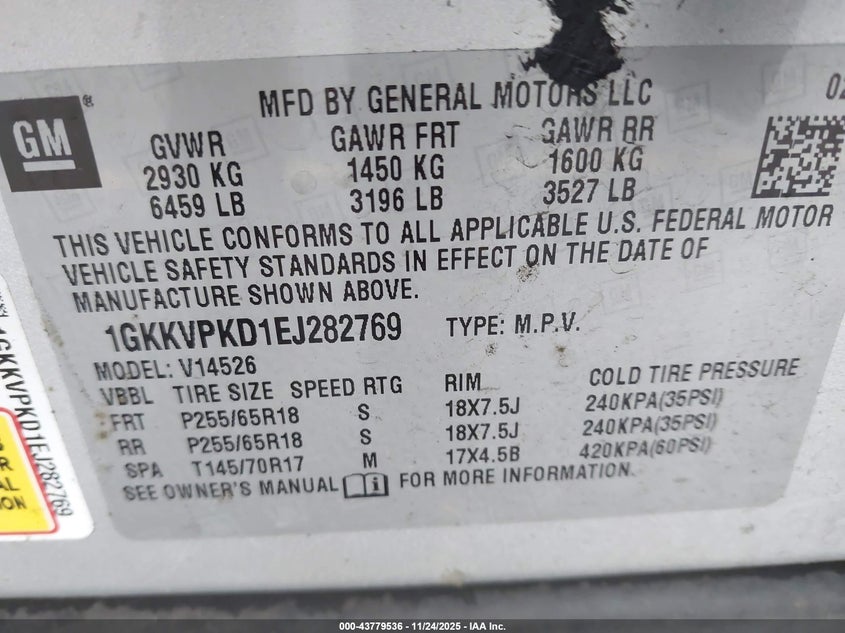 MFD BY GENERAL MOTORS LLC 02
GM®
GVWR GAWR FRT GAWR RR
2930 KG 1450 KG 1600 KG
6459 LB 3196 LB 3527 LB
THIS VEHICLE CONFORMS TO ALL APPLICABLE U.S. FEDERAL MOTOR
VEHICLE SAFETY STANDARDS IN EFFECT ON THE DATE OF
MANUFACTURE SHOWN ABOVE.
1GKKVPKD1EJ282769 TYPE: M.P.V.
MODEL: V14526
VBBL TIRE SIZE SPEED RTG RIM COLD TIRE PRESSURE
FRT P255/65R18 S 18X7.5J 240KPA(35PSI)
RR P255/65R18 S 18X7.5J 240KPA(35PSI)
SPA T145/70R17 M 17X4.5B 420KPA(60PSI)
SEE OWNER'S MANUAL FOR MORE INFORMATION.
1GKKVPKD1EJ282769
S
R
AL
ION
000-43779536 - 11/24/2025 - IAA Inc.